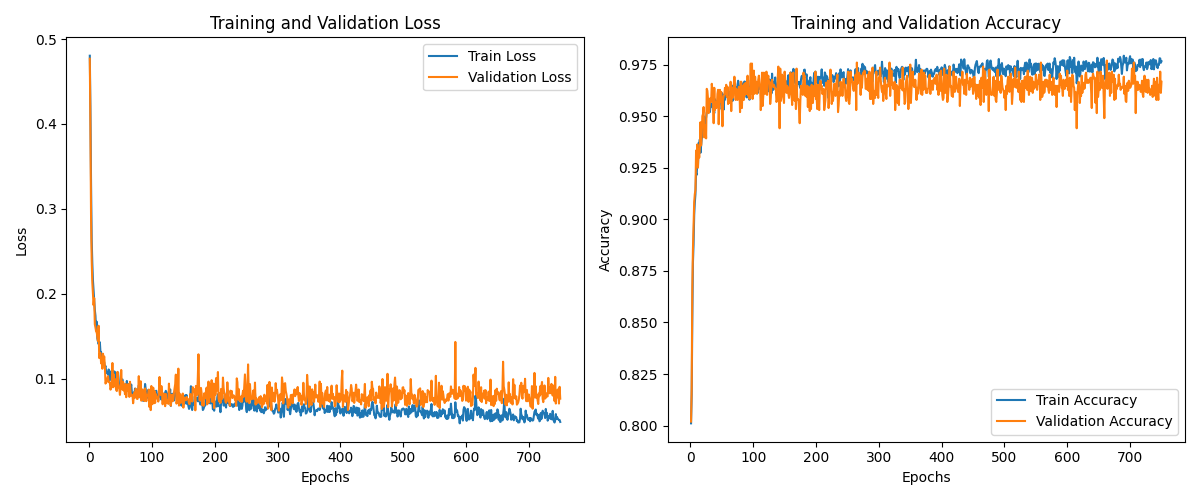 Training and Validation Loss
0.5
0.4
0.3
0.2
0.1
Loss
Train Loss
Validation Loss
0 100 200 300 400 500 600 700
Epochs
Training and Validation Accuracy
0.975
0.950
0.925
0.900
0.875
0.850
0.825
0.800
Accuracy
Train Accuracy
Validation Accuracy
0 100 200 300 400 500 600 700
Epochs